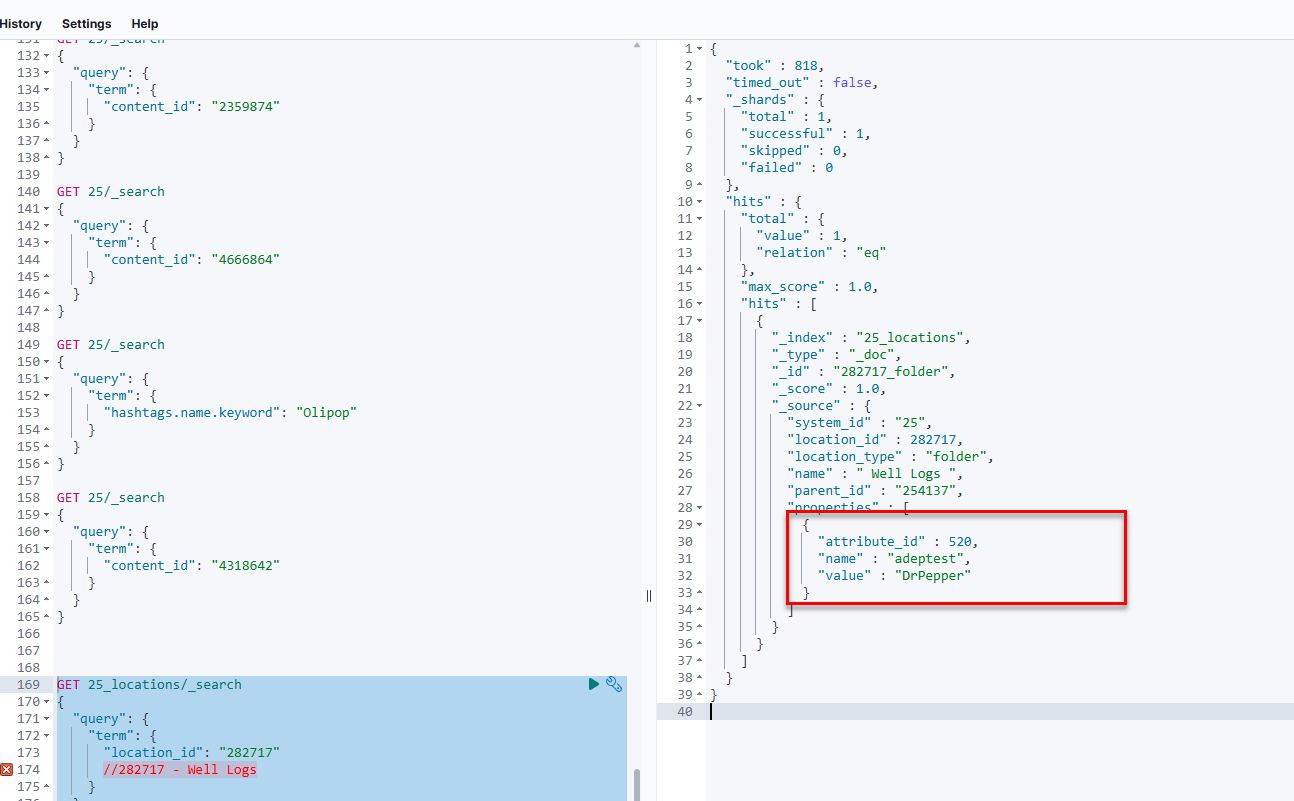 History Settings Help
131 GET 25/_search
132 {
133 "query": {
134 "term": {
135 "content_id": "2359874"
136 }
137 }
138 }
139
140 GET 25/_search
141 {
142 "query": {
143 "term": {
144 "content_id": "4666864"
145 }
146 }
147 }
148
149 GET 25/_search
150 {
151 "query": {
152 "term": {
153 "hashtags.name.keyword": "Olipop"
154 }
155 }
156 }
157
158 GET 25/_search
159 {
160 "query": {
161 "term": {
162 "content_id": "4318642"
163 }
164 }
165 }
166
167
168
169 GET 25_locations/_search
170 {
171 "query": {
172 "term": {
173 "location_id": "282717"
174 //282717 - Well Logs
175 }
176 }
1 {
2 "took" : 818,
3 "timed_out" : false,
4 "_shards" : {
5 "total" : 1,
6 "successful" : 1,
7 "skipped" : 0,
8 "failed" : 0
9 },
10 "hits" : {
11 "total" : {
12 "value" : 1,
13 "relation" : "eq"
14 },
15 "max_score" : 1.0,
16 "hits" : [
17 {
18 "_index" : "25_locations",
19 "_type" : "_doc",
20 "_id" : "282717_folder",
21 "_score" : 1.0,
22 "_source" : {
23 "system_id" : "25",
24 "location_id" : 282717,
25 "location_type" : "folder",
26 "name" : " Well Logs ",
27 "parent_id" : "254137",
28 "properties" : [
29 {
30 "attribute_id" : 520,
31 "name" : "adeptest",
32 "value" : "DrPepper"
33 }
34 ]
35 }
36 }
37 ]
38 }
39 }
40